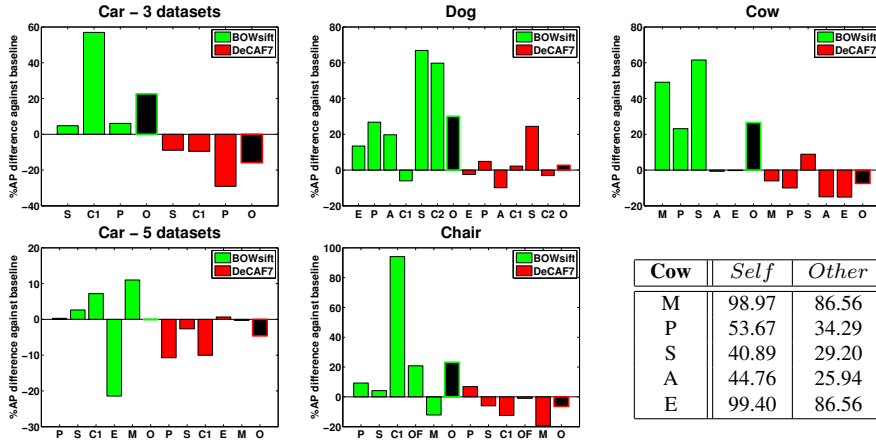 Car – 3 datasets
%AP difference against baseline
60
40
20
0
−20
−40
BOWsift
DeCAF7
S C1 P O S C1 P O
Dog
%AP difference against baseline
80
60
40
20
0
−20
BOWsift
DeCAF7
E P A C1 S C2 O E P A C1 S C2 O
Cow
%AP difference against baseline
80
60
40
20
0
−20
BOWsift
DeCAF7
M P S A E O M P S A E O
Car – 5 datasets
%AP difference against baseline
20
10
0
−10
−20
−30
BOWsift
DeCAF7
P S C1 E M O P S C1 E M O
Chair
%AP difference against baseline
100
80
60
40
20
0
−20
BOWsift
DeCAF7
P S C1 OF M O P S C1 OF M O
Cow Self Other
M 98.97 86.56
P 53.67 34.29
S 40.89 29.20
A 44.76 25.94
E 99.40 86.56